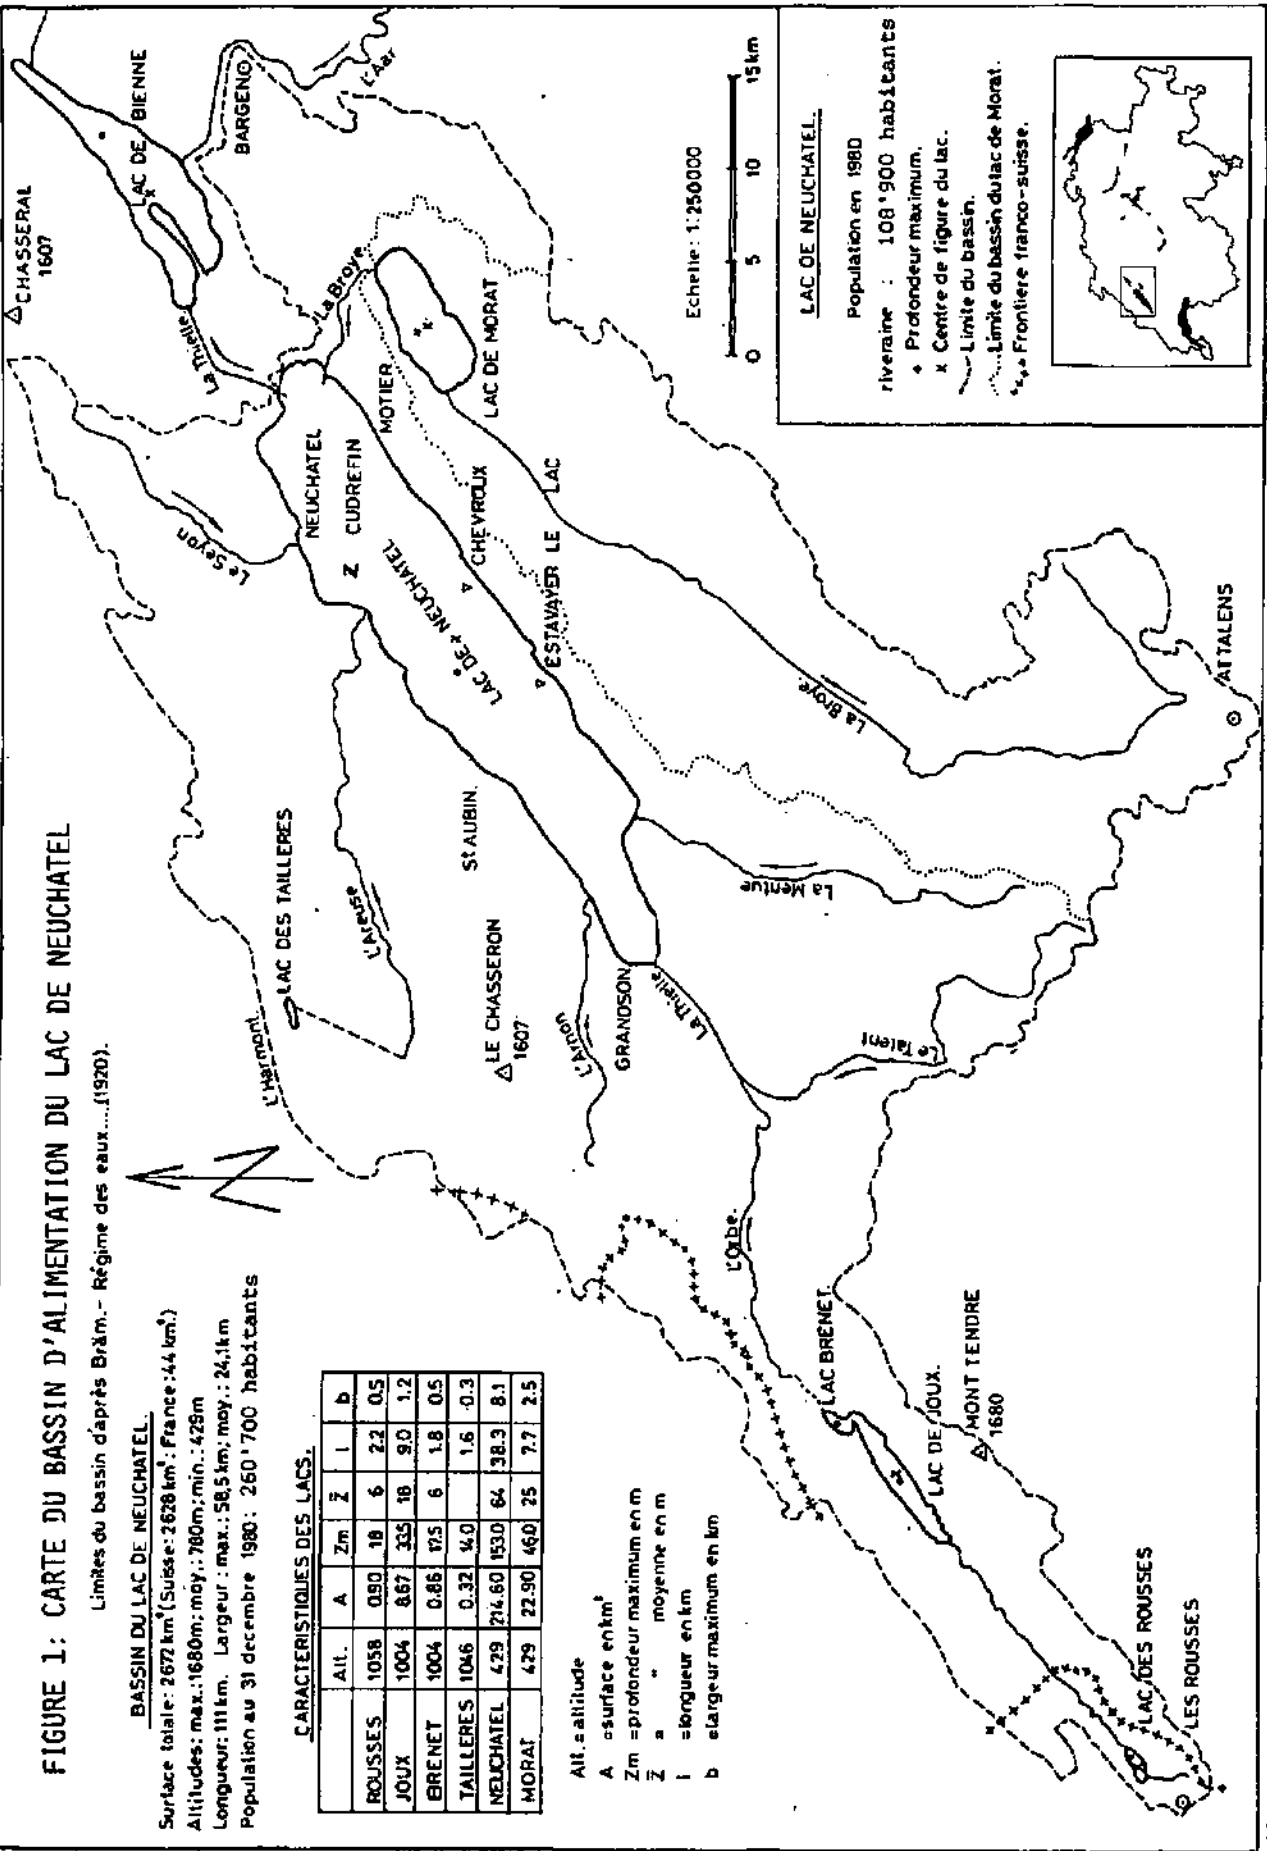 FIGURE 1: CARTE DU BASSIN D'ALIMENTATION DU LAC DE NEUCHATEL
Limites du bassin d'après Bräm.- Régime des eaux....(1920).
BASSIN DU LAC DE NEUCHATEL.
Surface totale: 2672 km² (Suisse: 2628 km²; France: 44 km²)
Altitudes: max.: 1680m; moy.: 780m; min.: 429m
Longueur: 111 km. Largeur: max.: 58,5 km; moy.: 24,1km
Population au 31 decembre 1980: 260'700 habitants
CARACTERISTIQUES DES LACS.
Alt. A Zm Z̄ l b
ROUSSES 1058 0.90 18 6 2.2 0.5
JOUX 1004 8.67 33.5 18 9.0 1.2
BRENET 1004 0.86 17.5 6 1.8 0.5
TAILLERES 1046 0.32 14.0 1.6 0.3
NEUCHATEL 429 214.60 153.0 64 38.3 8.1
MORAT 429 22.90 46.0 25 7.7 2.5
Alt. = altitude
A = surface en km²
Zm = profondeur maximum en m
Z̄ = " moyenne en m
l = longueur en km
b = largeur maximum en km
N
CHASSERAL
1607
LAC DE BIENNE
BARGEN
L'Aar
La Thielle
La Broye
Le Seyon
NEUCHATEL
Z CUDREFIN
MOTIER
LAC DE MORAT
LAC DE NEUCHATEL
CHEVROUX
ESTAVAYER LE LAC
L'Harmont.
LAC DES TAILLERES
L'Areuse
St AUBIN.
LE CHASSERON
1607
L'Arnon
GRANDSON
La Thielle
La Mentue
La Broye.
ATTALENS
Le Talent
L'Orbe.
LAC BRENET.
LAC DE JOUX.
MONT TENDRE
1680
LAC DES ROUSSES
LES ROUSSES
Echelle: 1:250000
0 5 10 15km
LAC DE NEUCHATEL.
Population en 1980
riveraine : 108'900 habitants
Profondeur maximum.
x Centre de figure du lac.
Limite du bassin.
Limite du bassin du lac de Morat.
Frontiere franco-suisse.